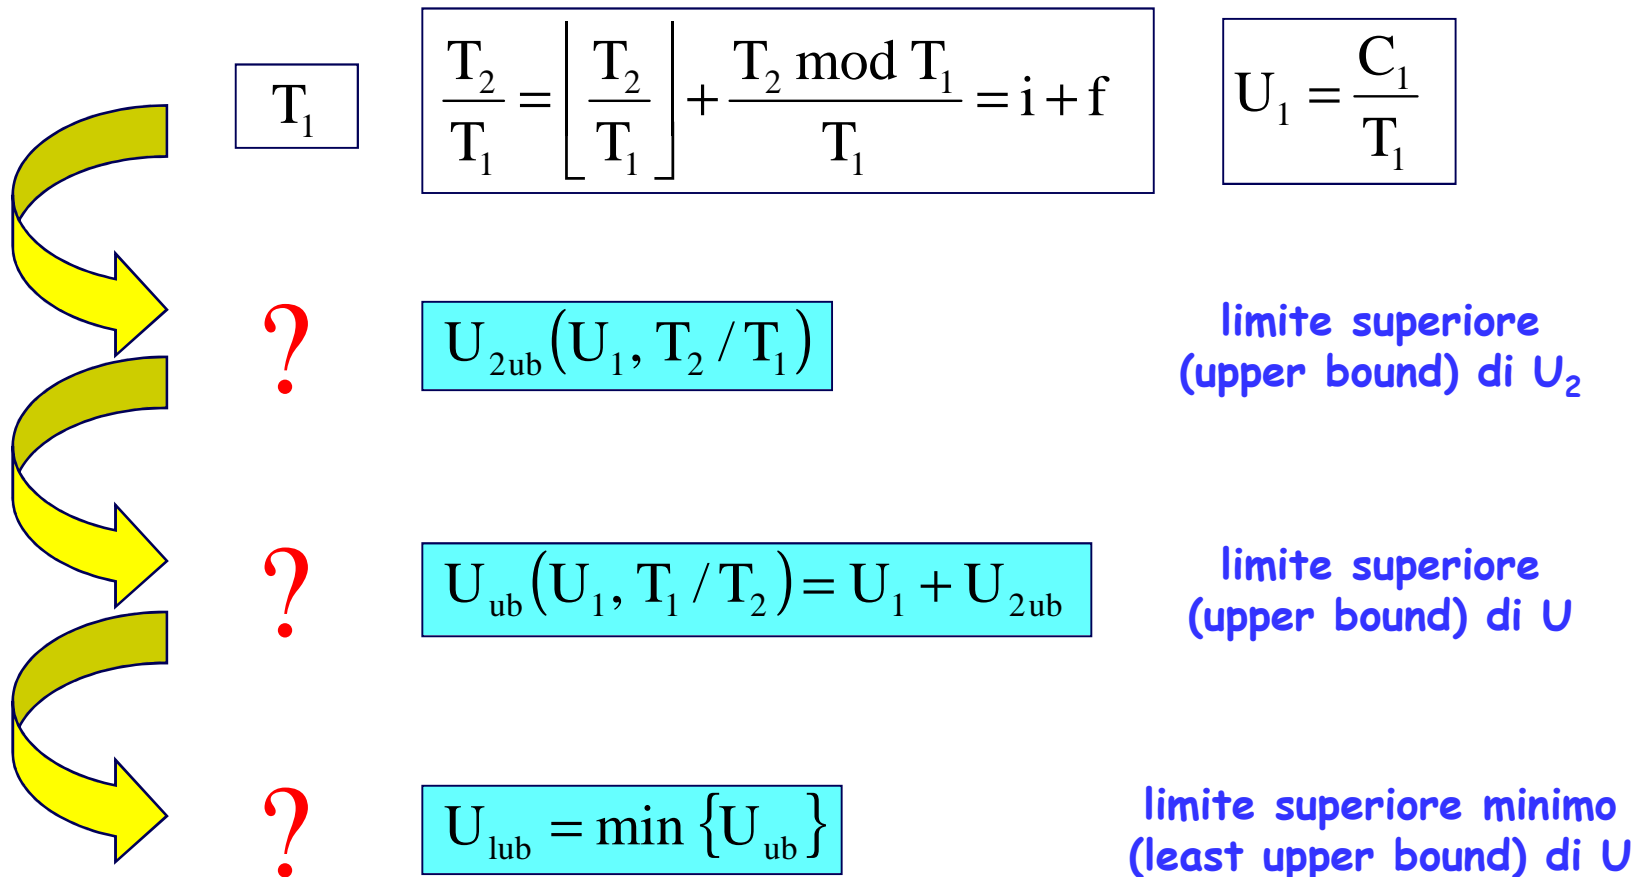 T₁
T₂/T₁ = ⌊T₂/T₁⌋ + (T₂ mod T₁)/T₁ = i + f
U₁ = C₁/T₁
?
U₂ub(U₁, T₂ / T₁)
limite superiore
(upper bound) di U₂
?
Uub(U₁, T₁ / T₂) = U₁ + U₂ub
limite superiore
(upper bound) di U
?
Ulub = min {Uub}
limite superiore minimo
(least upper bound) di U